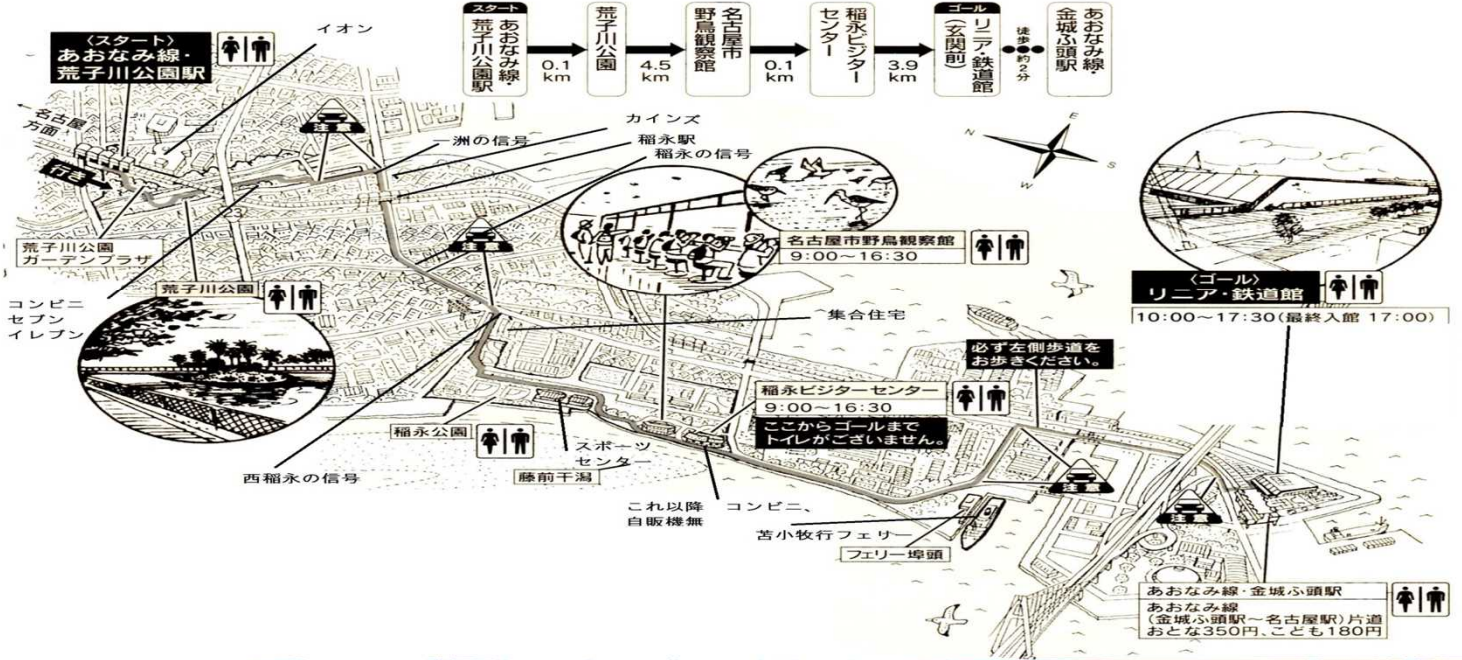 スタート
あおなみ線・
荒子川公園駅
0.1
km
荒子川公園
4.5
km
名古屋市
野鳥観察館
0.1
km
稲永ビジター
センター
3.9
km
ゴール
リニア・鉄道館
(玄関前)
徒歩約2分
あおなみ線・
金城ふ頭駅
〈スタート〉
あおなみ線・
荒子川公園駅
イオン
名古屋
方面
行き
注意
カインズ
洲の信号
稲永駅
稲永の信号
23
注意
N
E
S
W
荒子川公園
ガーデンプラザ
荒子川公園
コンビニ
セブン
イレブン
名古屋市野鳥観察館
9:00〜16:30
〈ゴール〉
リニア・鉄道館
10:00〜17:30(最終入館 17:00)
集合住宅
必ず左側歩道を
お歩きください。
稲永ビジターセンター
9:00〜16:30
ここからゴールまで
トイレがございません。
稲永公園
スポーツ
センター
西稲永の信号
藤前干潟
これ以降 コンビニ、
自販機無
苫小牧行フェリー
フェリー埠頭
注意
注意
あおなみ線・金城ふ頭駅
あおなみ線
(金城ふ頭駅〜名古屋駅)片道
おとな350円、こども180円